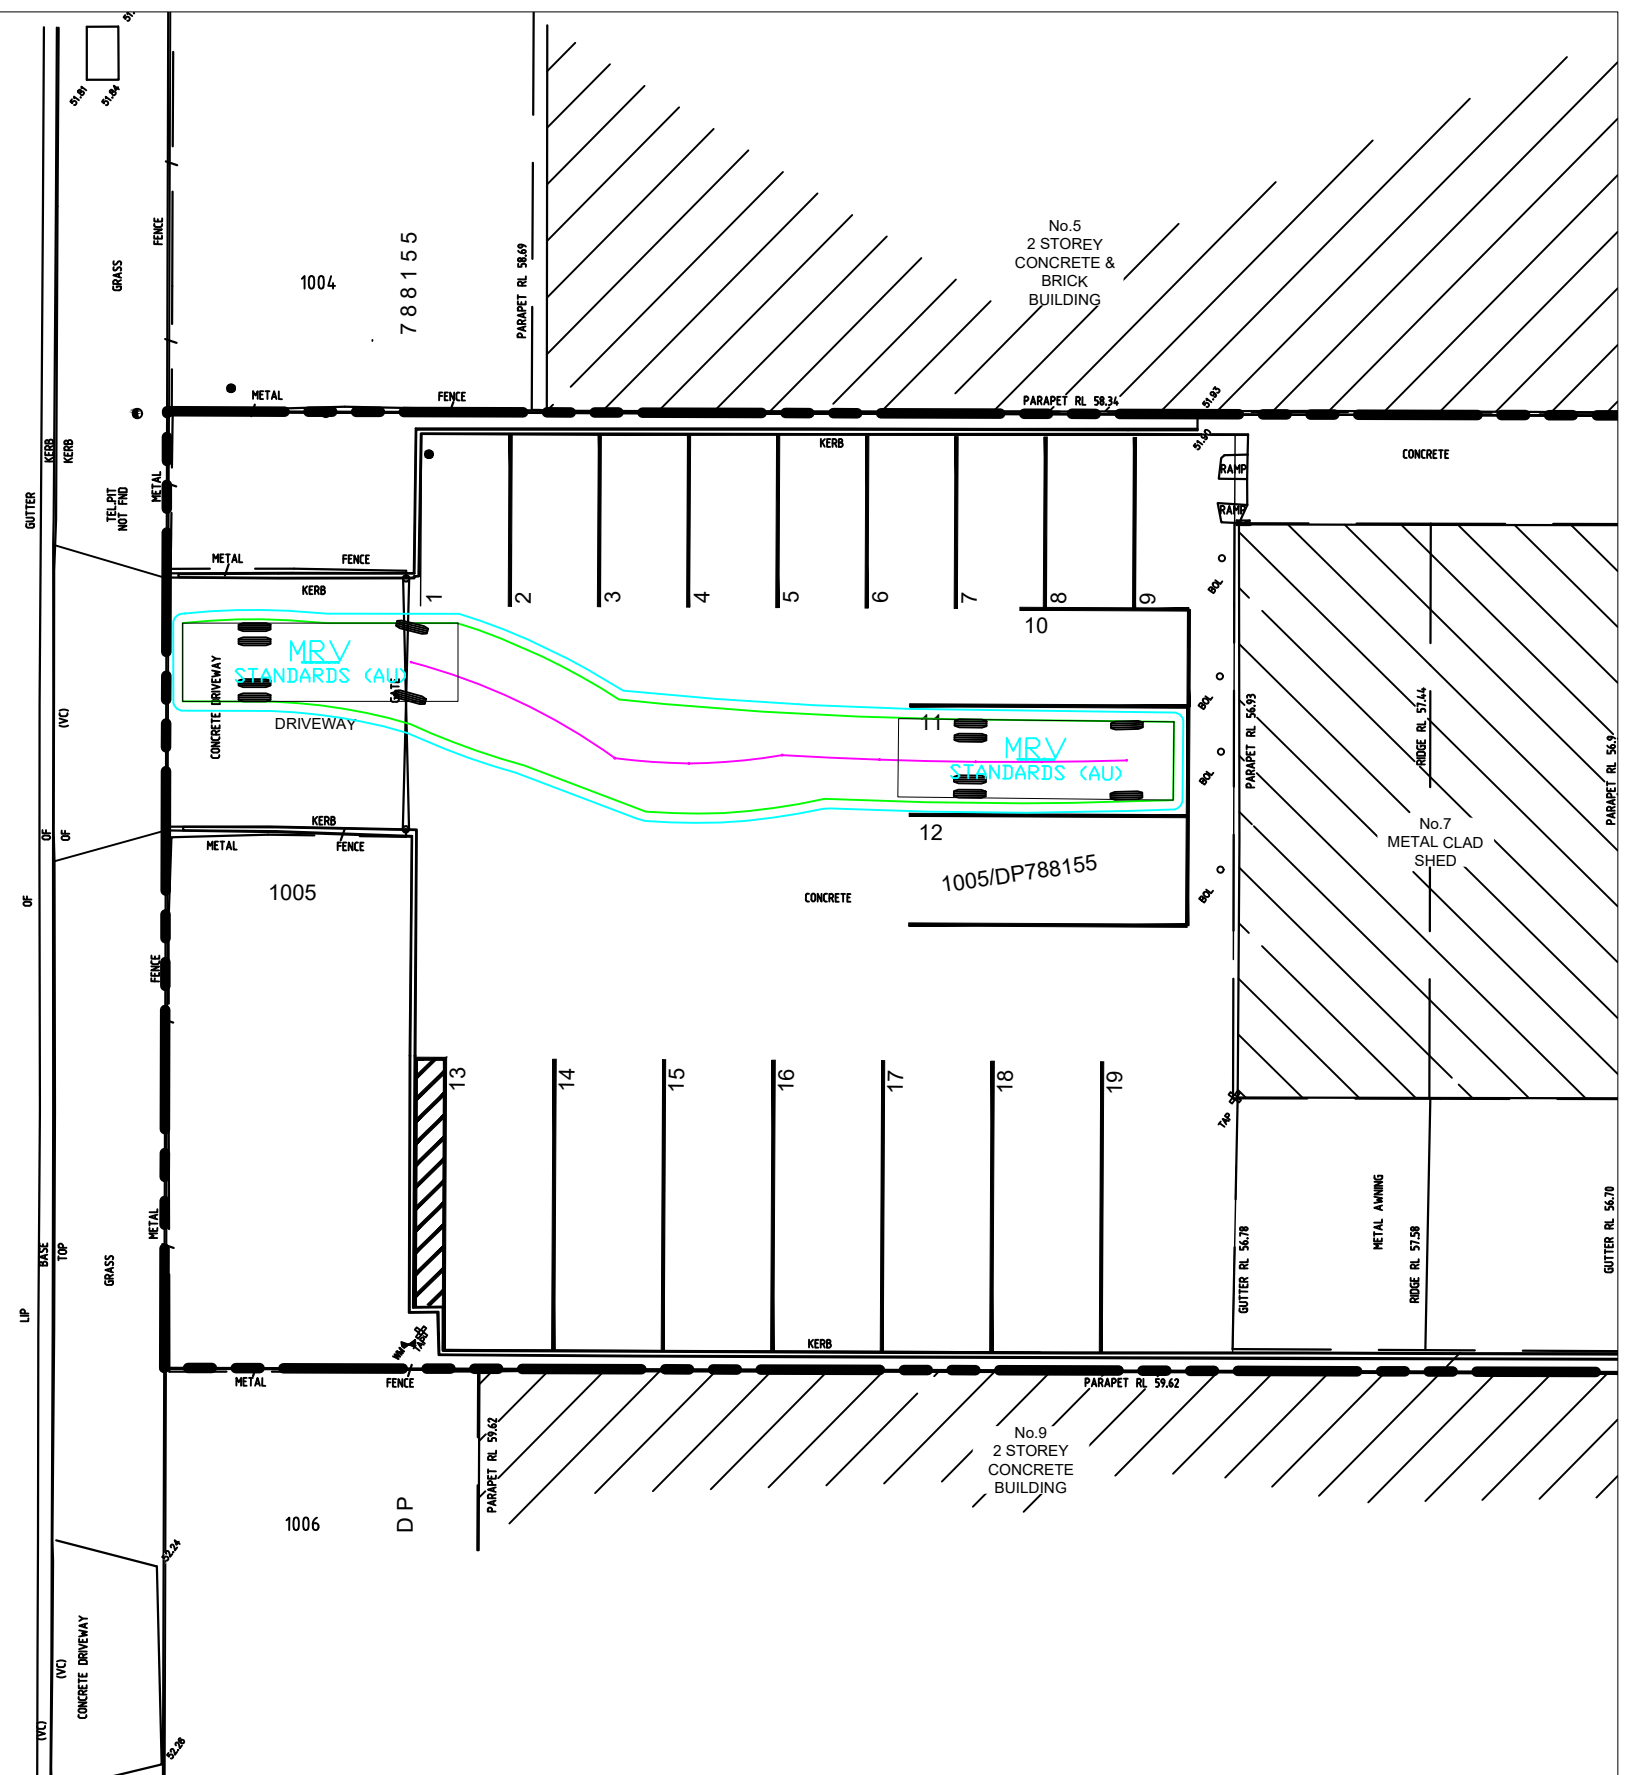 51.81
51.84
FENCE
GRASS
1004
788155
PARAPET RL 58.69
No.5
2 STOREY
CONCRETE &
BRICK
BUILDING
METAL
FENCE
PARAPET RL 58.34
51.93
51.90
KERB
KERB
KERB
CONCRETE
RAMP
RAMP
GUTTER
TEL.PIT
NOT FND
METAL
METAL
FENCE
KERB
1
2
3
4
5
6
7
8
9
10
BOL
MRV
STANDARDS (AU)
CONCRETE DRIVEWAY
GATE
DRIVEWAY
(VC)
11
MRV
STANDARDS (AU)
BOL
BOL
PARAPET RL 56.93
RIDGE RL 57.44
PARAPET RL 56.9
No.7
METAL CLAD
SHED
KERB
METAL
FENCE
12
1005/DP788155
1005
CONCRETE
BOL
OF
OF
OF
FENCE
13
14
15
16
17
18
19
TAP
METAL
BASE
TOP
GRASS
LIP
METAL AWNING
GUTTER RL 56.78
RIDGE RL 57.58
GUTTER RL 56.70
KERB
METAL
FENCE
PARAPET RL 59.62
PARAPET RL 59.62
No.9
2 STOREY
CONCRETE
BUILDING
1006
DP
52.24
CONCRETE DRIVEWAY
(VC)
(VC)
52.26